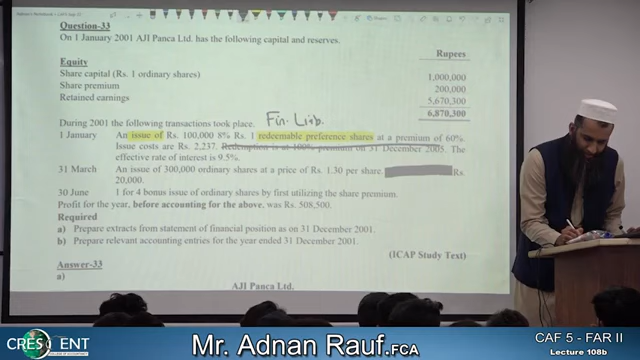 Question-33
On 1 January 2001 AJI Panca Ltd. has the following capital and reserves.
Rupees
Equity
Share capital (Rs. 1 ordinary shares) 1,000,000
Share premium 200,000
Retained earnings 5,670,300
6,870,300
During 2001 the following transactions took place. Fin. Liab.
1 January An issue of Rs. 100,000 8% Rs. 1 redeemable preference shares at a premium of 60%.
Issue costs are Rs. 2,237. Redemption is at 100% premium on 31 December 2005. The
effective rate of interest is 9.5%.
31 March An issue of 300,000 ordinary shares at a price of Rs. 1.30 per share. Rs.
20,000.
30 June 1 for 4 bonus issue of ordinary shares by first utilizing the share premium.
Profit for the year, before accounting for the above, was Rs. 508,500.
Required
a) Prepare extracts from statement of financial position as on 31 December 2001.
b) Prepare relevant accounting entries for the year ended 31 December 2001.
(ICAP Study Text)
Answer-33
a)
AJI Panca Ltd.
CRESCENT
COLLEGE OF ACCOUNTANCY
Mr. Adnan Rauf.FCA
CAF 5 - FAR II
Lecture 108b